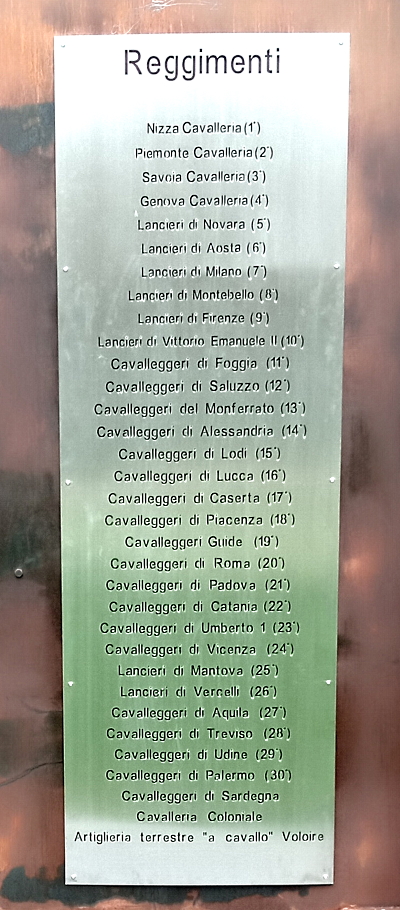 Reggimenti
Nizza Cavalleria (1°)
Piemonte Cavalleria (2°)
Savoia Cavalleria (3°)
Genova Cavalleria (4°)
Lancieri di Novara (5°)
Lancieri di Aosta (6°)
Lancieri di Milano (7°)
Lancieri di Montebello (8°)
Lancieri di Firenze (9°)
Lancieri di Vittorio Emanuele II (10°)
Cavalleggeri di Foggia (11°)
Cavalleggeri di Saluzzo (12°)
Cavalleggeri del Monferrato (13°)
Cavalleggeri di Alessandria (14°)
Cavalleggeri di Lodi (15°)
Cavalleggeri di Lucca (16°)
Cavalleggeri di Caserta (17°)
Cavalleggeri di Piacenza (18°)
Cavalleggeri Guide (19°)
Cavalleggeri di Roma (20°)
Cavalleggeri di Padova (21°)
Cavalleggeri di Catania (22°)
Cavalleggeri di Umberto 1 (23°)
Cavalleggeri di Vicenza (24°)
Lancieri di Mantova (25°)
Lancieri di Vercelli (26°)
Cavalleggeri di Aquila (27°)
Cavalleggeri di Treviso (28°)
Cavalleggeri di Udine (29°)
Cavalleggeri di Palermo (30°)
Cavalleggeri di Sardegna
Cavalleria Coloniale
Artiglieria terrestre "a cavallo" Voloire